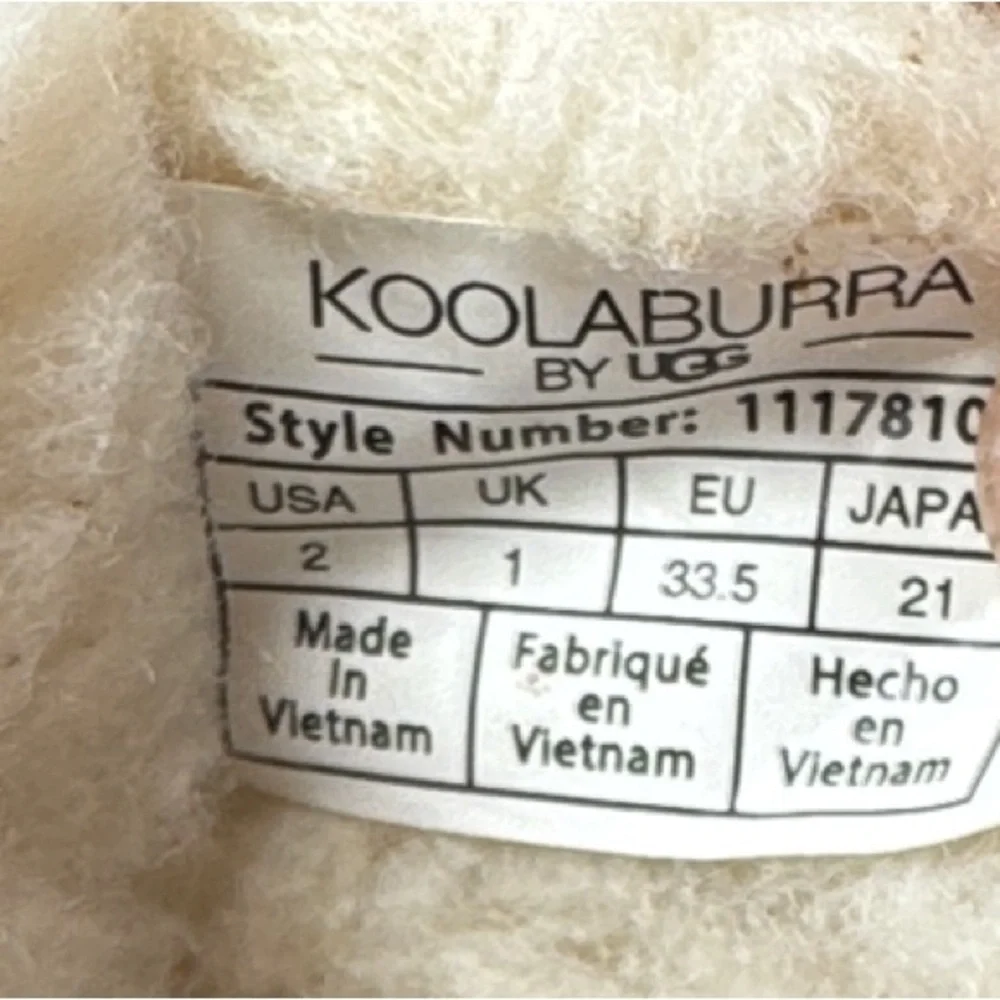 KOOLABURRA
BY UGG
Style Number: 1117810
USA UK EU JAPA
2 1 33.5 21
Made Fabriqué Hecho
In en en
Vietnam Vietnam Vietnam